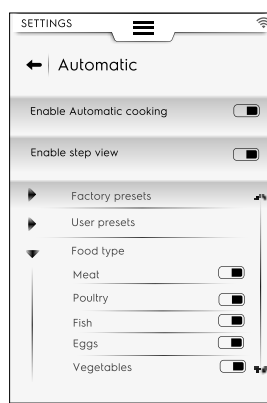 SETTINGS
Automatic
Enable Automatic cooking
Enable step view
Factory presets
User presets
Food type
Meat
Poultry
Fish
Eggs
Vegetables